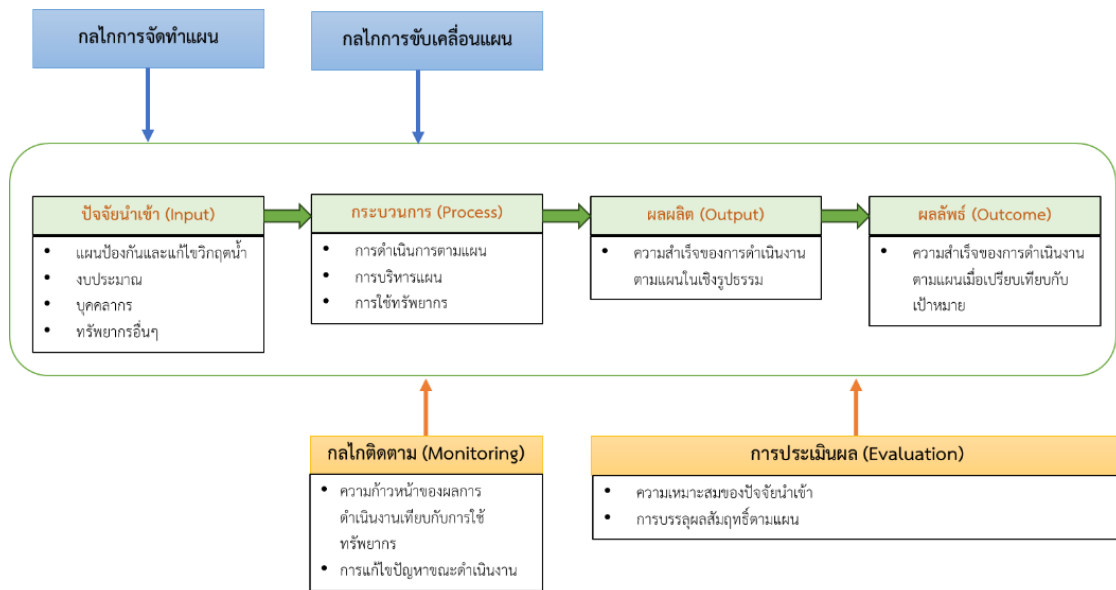 กลไกการจัดทำแผน
กลไกการขับเคลื่อนแผน
ปัจจัยนำเข้า (Input)
• แผนป้องกันและแก้ไขวิกฤตน้ำ
• งบประมาณ
• บุคคลากร
• ทรัพยากรอื่นๆ
กระบวนการ (Process)
• การดำเนินการตามแผน
• การบริหารแผน
• การใช้ทรัพยากร
ผลผลิต (Output)
• ความสำเร็จของการดำเนินงาน
ตามแผนในเชิงรูปธรรม
ผลลัพธ์ (Outcome)
• ความสำเร็จของการดำเนินงาน
ตามแผนเมื่อเปรียบเทียบกับ
เป้าหมาย
กลไกติดตาม (Monitoring)
• ความก้าวหน้าของผลการ
ดำเนินงานเทียบกับการใช้
ทรัพยากร
• การแก้ไขปัญหาขณะดำเนินงาน
การประเมินผล (Evaluation)
• ความเหมาะสมของปัจจัยนำเข้า
• การบรรลุผลสัมฤทธิ์ตามแผน